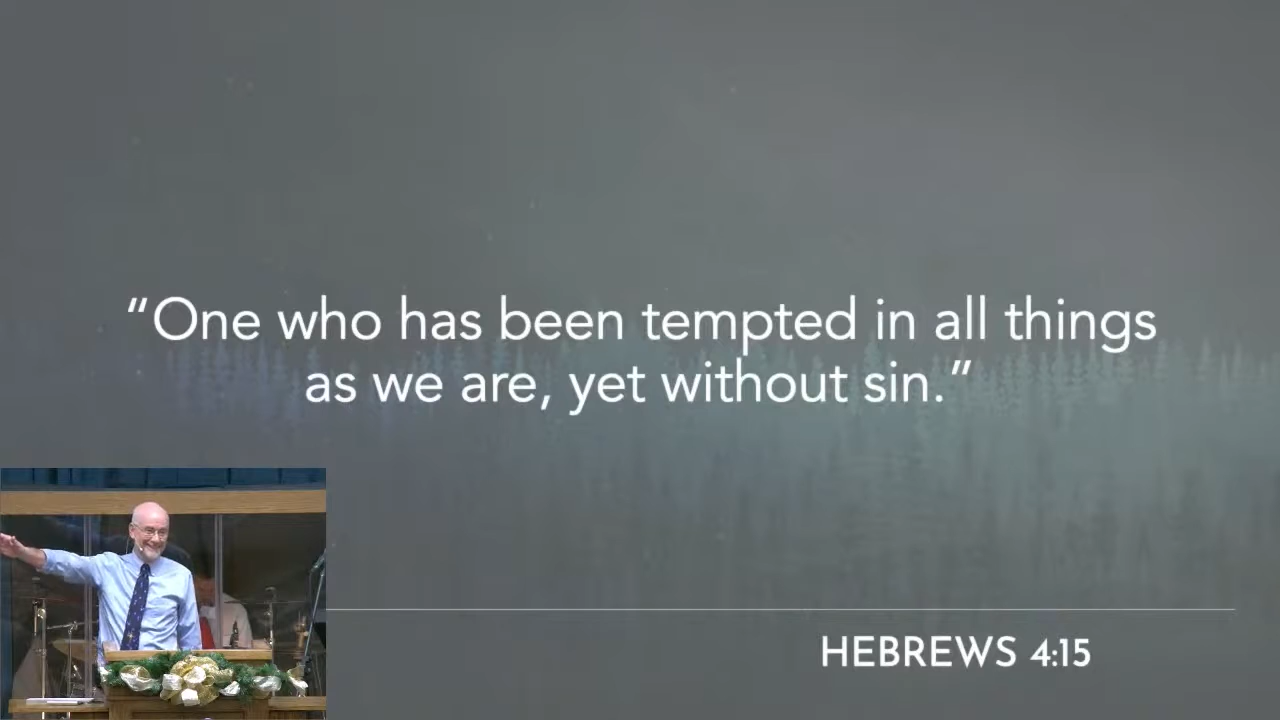 “One who has been tempted in all things
as we are, yet without sin.”
HEBREWS 4:15